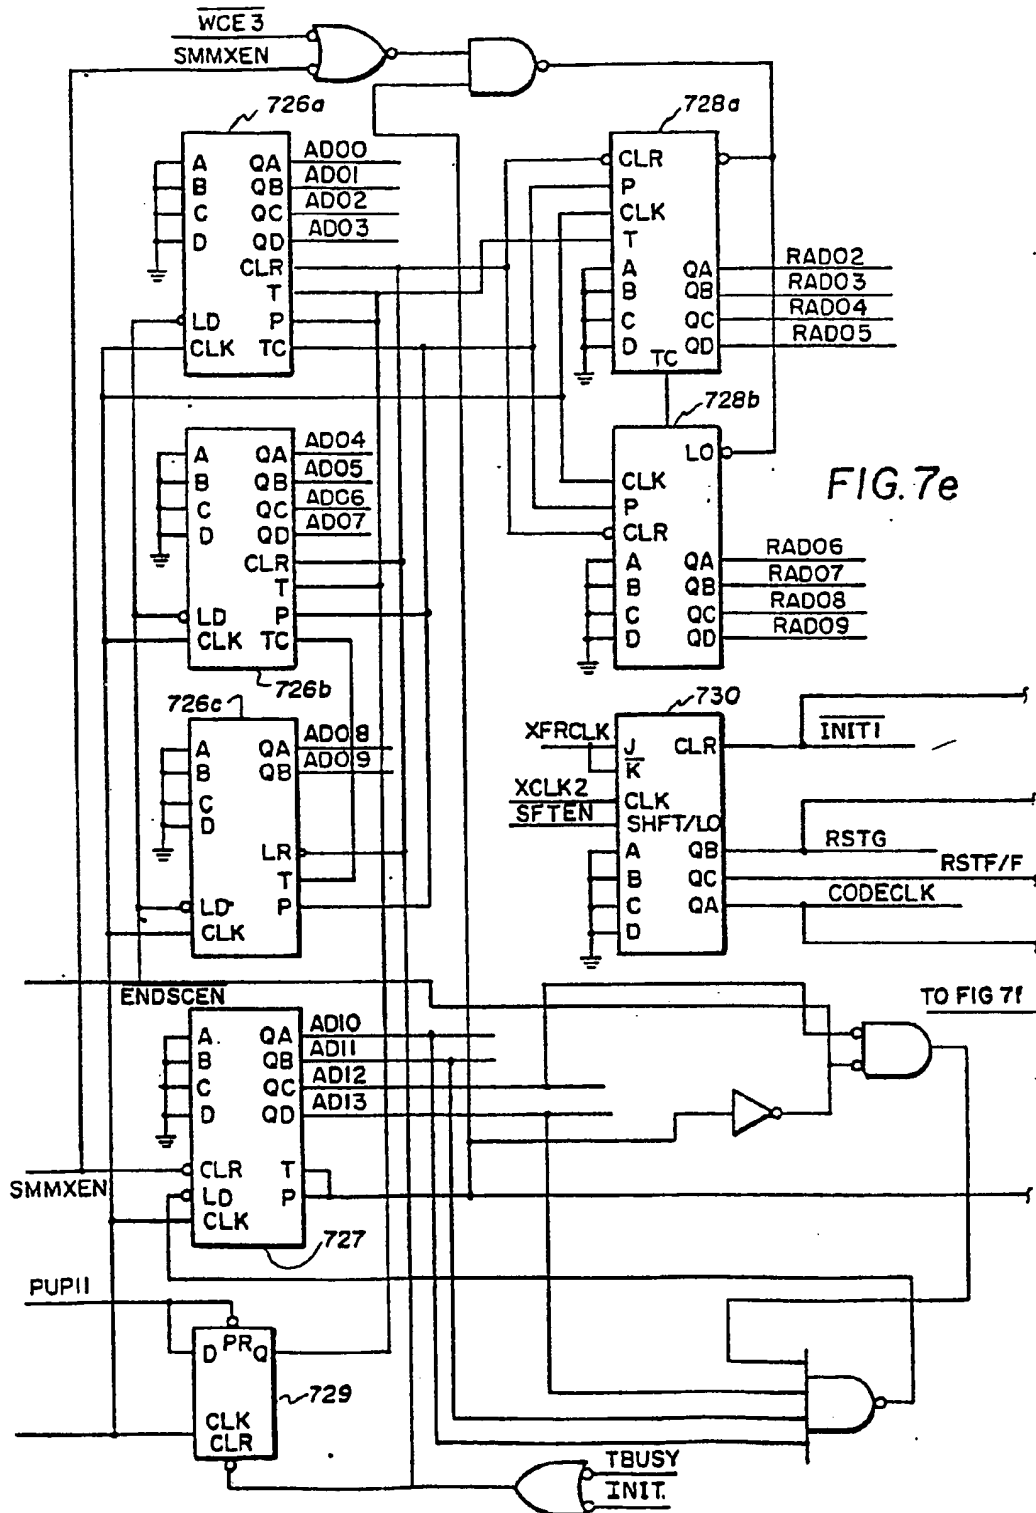 WCE3
SMMXEN
726a
A QA AD00
B QB AD01
C QC AD02
D QD AD03
CLR
T
LD P
CLK TC
728a
CLR
P
CLK
T
A QA RAD02
B QB RAD03
C QC RAD04
D QD RAD05
TC
728b
LO
CLK
P
CLR
A QA RAD06
B QB RAD07
C QC RAD08
D QD RAD09
FIG. 7e
A QA AD04
B QB AD05
C QC AD06
D QD AD07
CLR
T
LD P
CLK TC
726b
726c
A QA AD08
B QB AD09
C
D
LR
T
LD P
CLK
730
XFRCLK J CLR INIT1
K
XCLK2 CLK
SFTEN SHFT/LO
A QB RSTG
B QC RSTF/F
C QA CODECLK
D
ENDSCEN
TO FIG 7f
A QA AD10
B QB AD11
C QC AD12
D QD AD13
SMMXEN CLR T
LD P
CLK
727
PUP11
D PR Q
729
CLK
CLR
TBUSY
INIT.